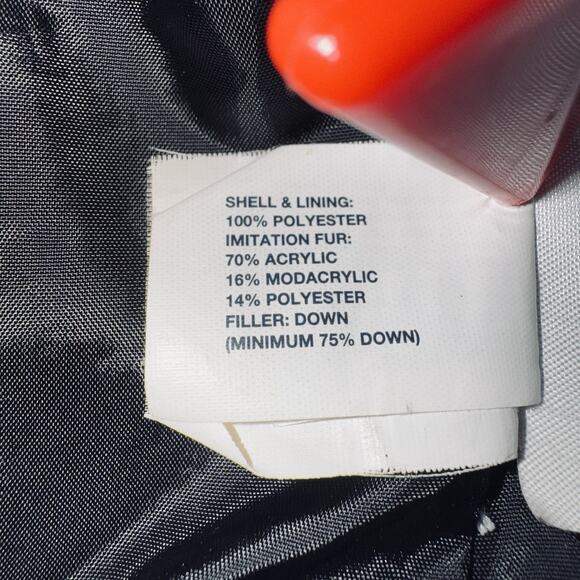 SHELL & LINING:
100% POLYESTER
IMITATION FUR:
70% ACRYLIC
16% MODACRYLIC
14% POLYESTER
FILLER: DOWN
(MINIMUM 75% DOWN)